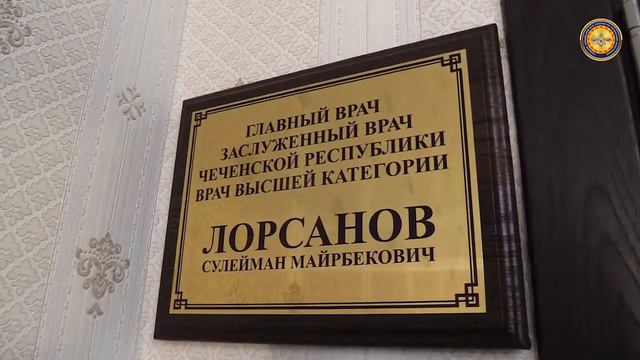 ГЛАВНЫЙ ВРАЧ
ЗАСЛУЖЕННЫЙ ВРАЧ
ЧЕЧЕНСКОЙ РЕСПУБЛИКИ
ВРАЧ ВЫСШЕЙ КАТЕГОРИИ
ЛОРСАНОВ
СУЛЕЙМАН МАЙРБЕКОВИЧ